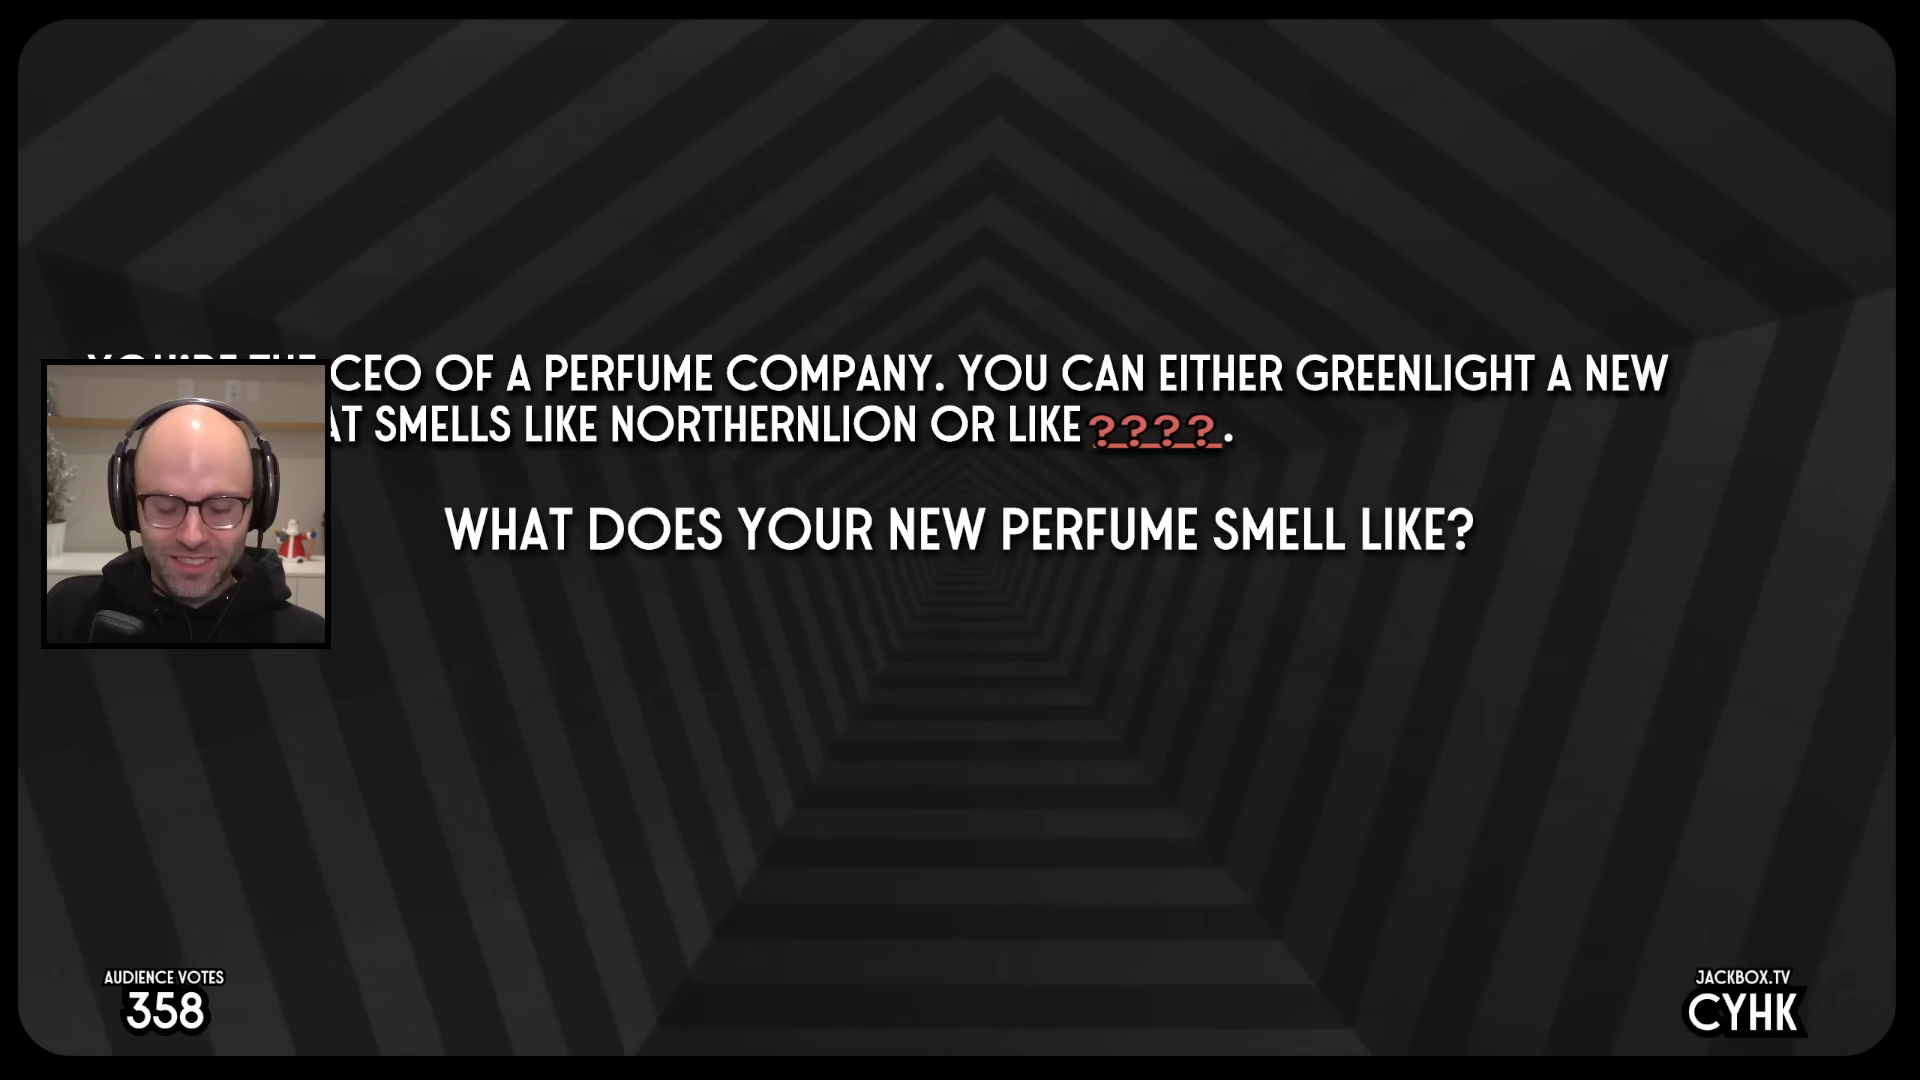 CEO OF A PERFUME COMPANY. YOU CAN EITHER GREENLIGHT A NEW
SMELLS LIKE NORTHERNLION OR LIKE ????.
WHAT DOES YOUR NEW PERFUME SMELL LIKE?
AUDIENCE VOTES
358
JACKBOX.TV
CYHK